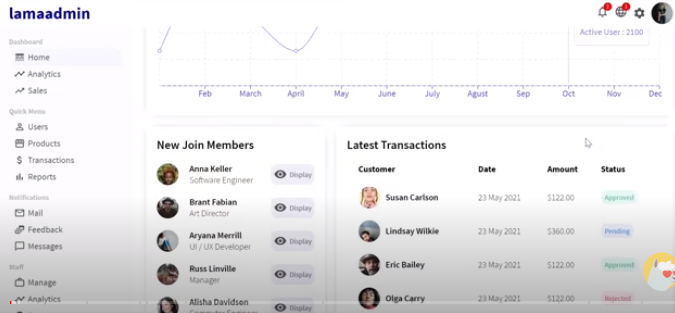 lamaadmin
2
2
Active User : 2100
Dashboard
Home
Analytics
Sales
Quick Menu
Users
Products
Transactions
Reports
Notifications
Mail
Feedback
Messages
Staff
Manage
Analytics
Feb March April May June July Agust Sep Oct Nov Dec
New Join Members
Anna Keller
Software Engineer
Display
Brant Fabian
Art Director
Display
Aryana Merrill
UI / UX Developer
Display
Russ Linville
Manager
Display
Alisha Davidson
Computer Engineer
Display
Latest Transactions
Customer Date Amount Status
Susan Carlson 23 May 2021 $122.00 Approved
Lindsay Wilkie 23 May 2021 $360.00 Pending
Eric Bailey 23 May 2021 $122.00 Approved
Olga Carry 23 May 2021 $122.00 Rejected